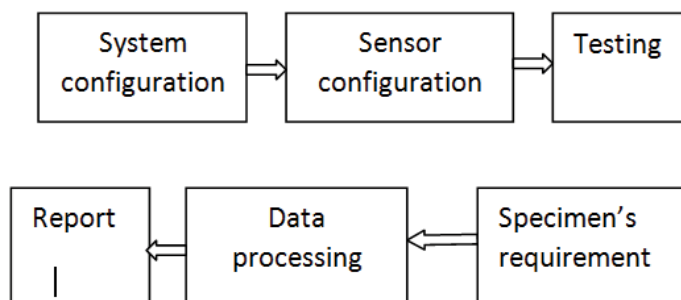 System
configuration
Sensor
configuration
Testing
Report
Data
processing
Specimen’s
requirement